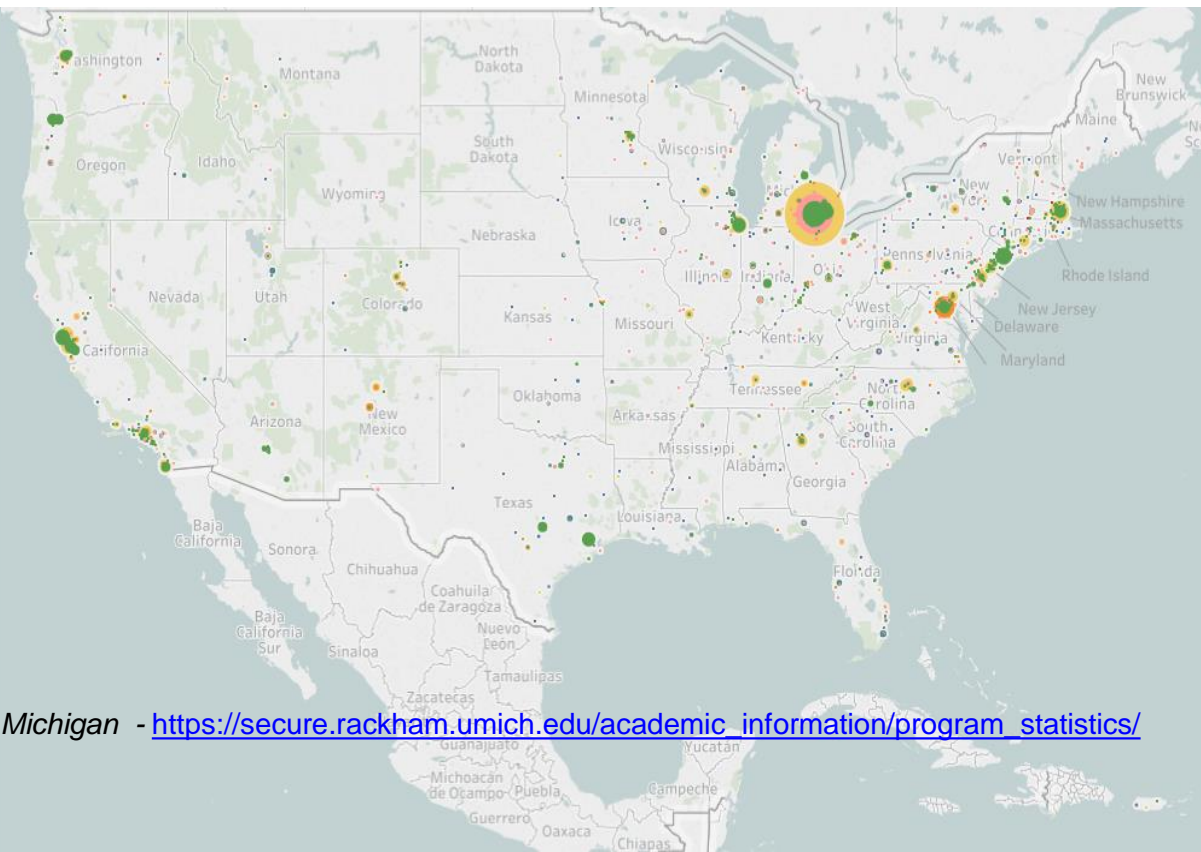 North
Dakota
ashington
Montana
Minnesota
New
Brunswick
Maine
South
Dakota
Wisconsin
Oregon
Idaho
Vermont
Wyoming
New
New Hampshire
Massachusetts
Iowa
Nebraska
Pennsylvania
Rhode Island
Illinois
Indiana
Nevada
Utah
Colorado
New Jersey
Kansas
Missouri
West
Virginia
Delaware
Kentucky
Virginia
California
Maryland
Tennessee
Oklahoma
North
Carolina
Arizona
New
Mexico
Arkansas
South
Carolina
Mississippi
Alabama
Georgia
Texas
Louisiana
Baja
California
Sonora
Chihuahua
Florida
Coahuila
de Zaragoza
Baja
California
Sur
Nuevo
León
Sinaloa
Tamaulipas
Zacatecas
Michigan - https://secure.rackham.umich.edu/academic_information/program_statistics/
Guanajuato
Yucatán
Michoacán
de Ocampo
Puebla
Campeche
Guerrero
Oaxaca
Chiapas